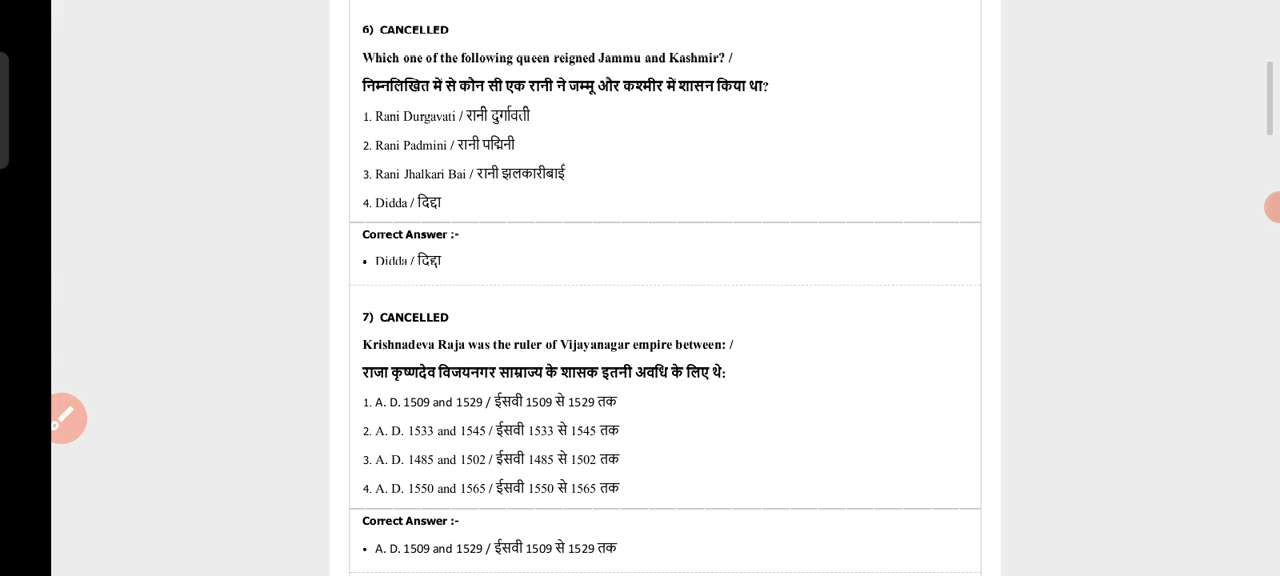 6) CANCELLED
Which one of the following queen reigned Jammu and Kashmir? /
निम्नलिखित में से कौन सी एक रानी ने जम्मू और कश्मीर में शासन किया था?
1. Rani Durgavati / रानी दुर्गावती
2. Rani Padmini / रानी पद्मिनी
3. Rani Jhalkari Bai / रानी झलकारीबाई
4. Didda / दिद्दा
Correct Answer :-
• Didda / दिद्दा
7) CANCELLED
Krishnadeva Raja was the ruler of Vijayanagar empire between: /
राजा कृष्णदेव विजयनगर साम्राज्य के शासक इतनी अवधि के लिए थे:
1. A. D. 1509 and 1529 / ईसवी 1509 से 1529 तक
2. A. D. 1533 and 1545 / ईसवी 1533 से 1545 तक
3. A. D. 1485 and 1502 / ईसवी 1485 से 1502 तक
4. A. D. 1550 and 1565 / ईसवी 1550 से 1565 तक
Correct Answer :-
• A. D. 1509 and 1529 / ईसवी 1509 से 1529 तक